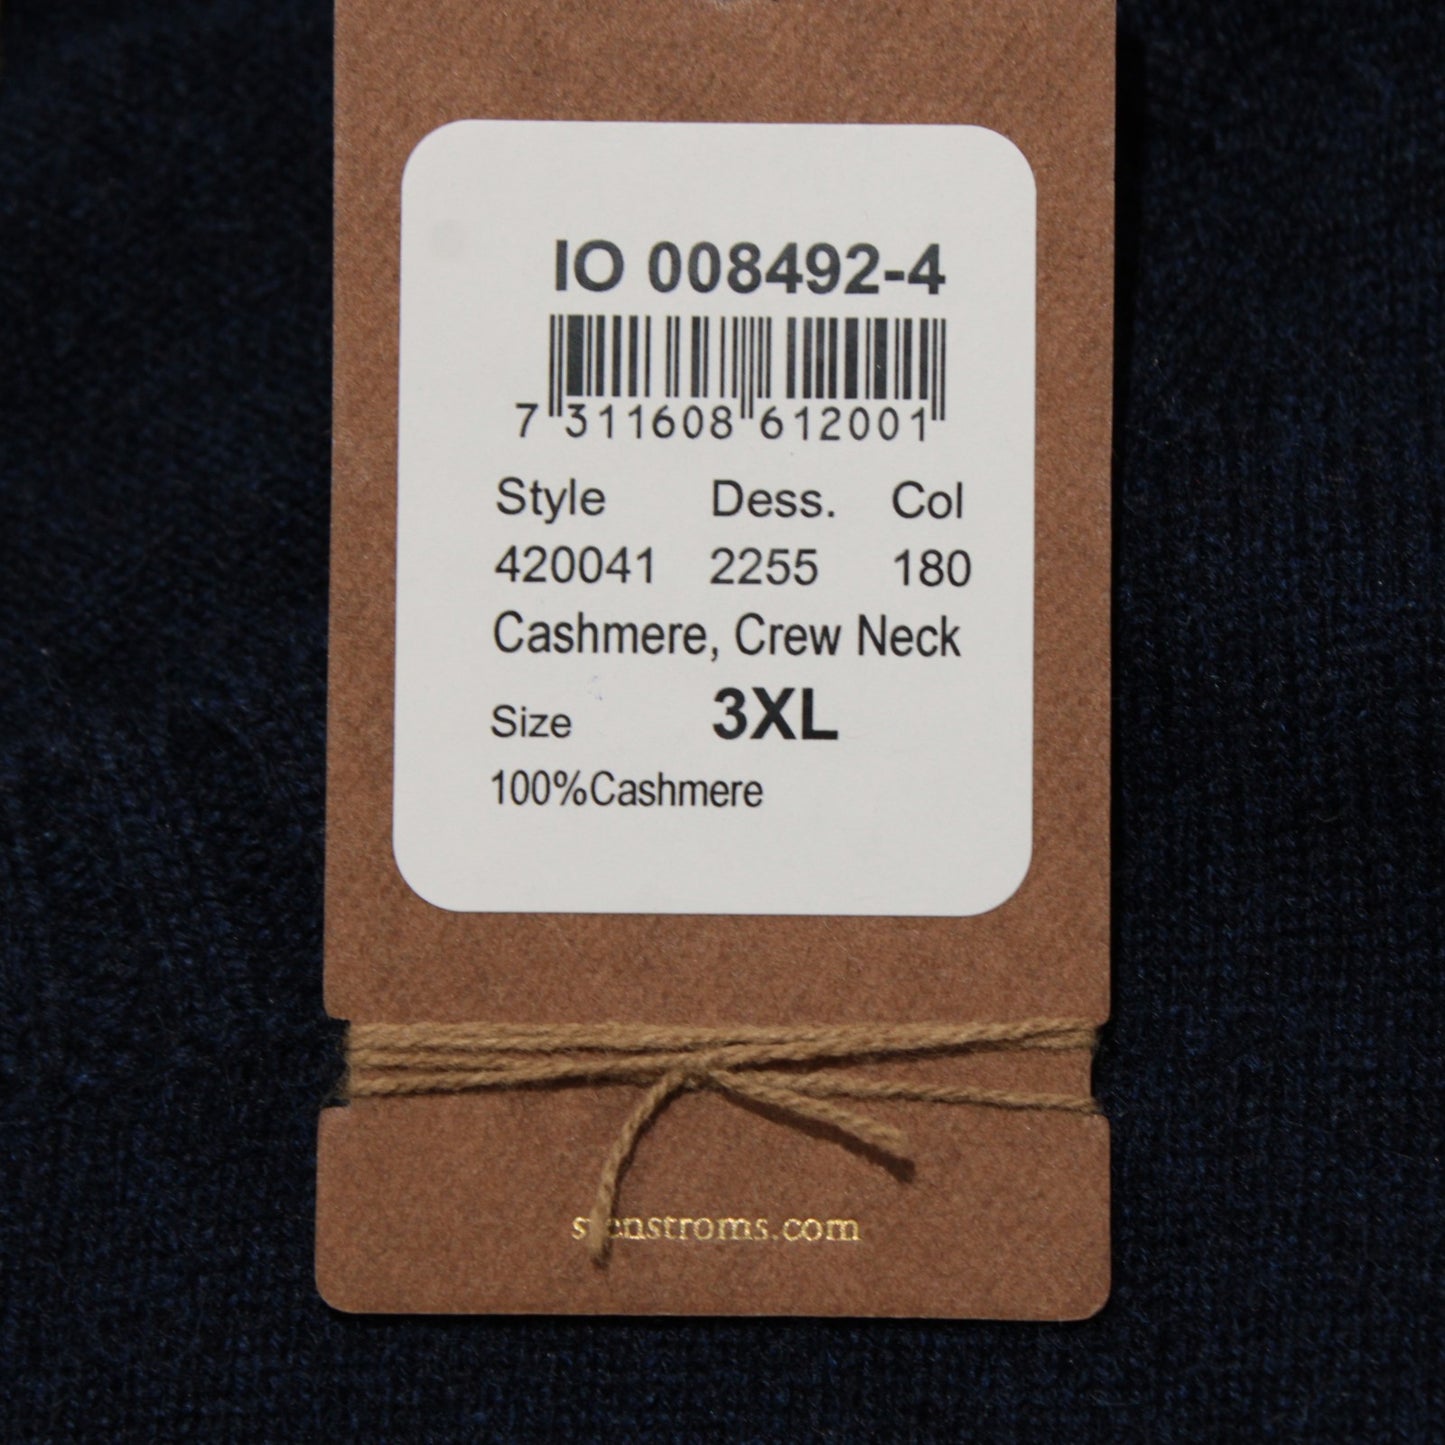 IO 008492-4
7 311608 612001
Style Dess. Col
420041 2255 180
Cashmere, Crew Neck
Size 3XL
100%Cashmere
stenstroms.com